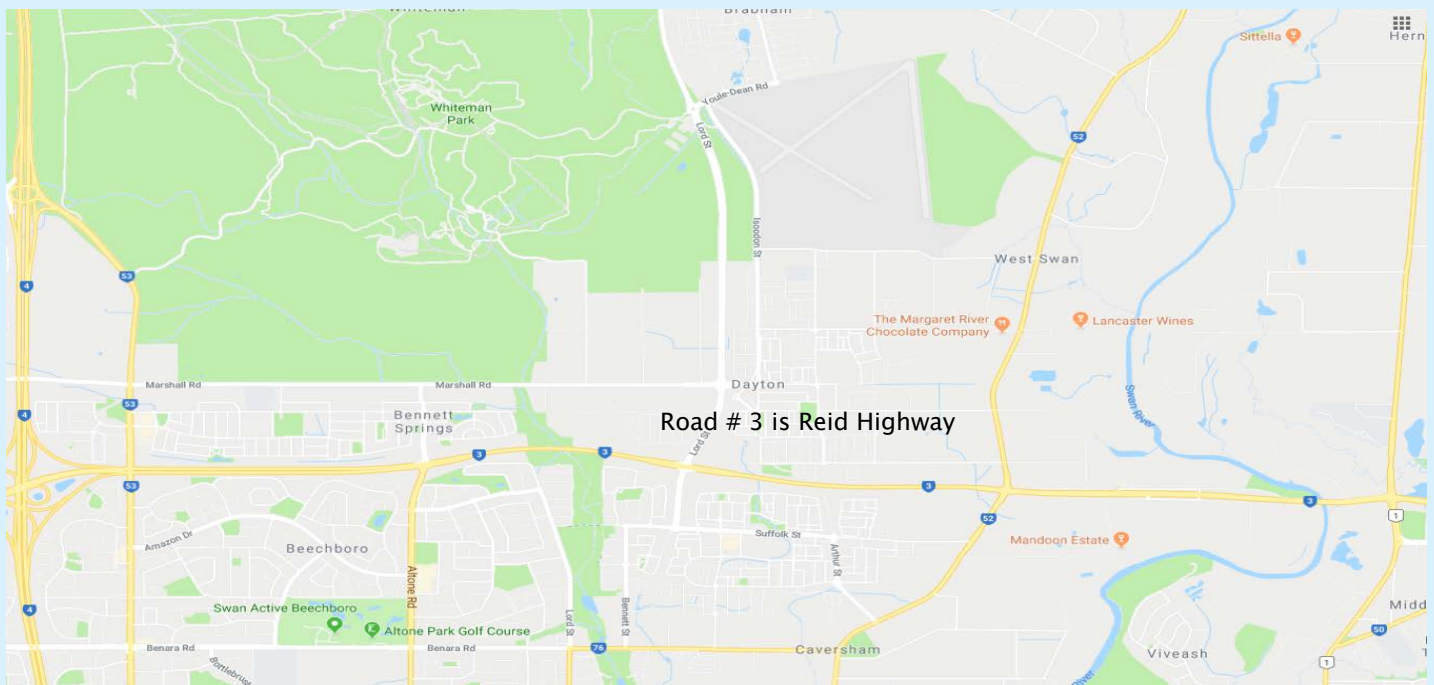 Whiteman
Brabham
Sittella
Hern
Youle-Dean Rd
Whiteman
Park
Lord St
52
Isoodon St
West Swan
53
4
The Margaret River
Chocolate Company
Lancaster Wines
Marshall Rd
Marshall Rd
Dayton
Swan River
53
4
Bennett
Springs
Road # 3 is Reid Highway
Lord St
3
3
3
3
53
1
52
Suffolk St
Mandoon Estate
Amazon Dr
Beechboro
Arthur St
Altone Rd
4
Swan Active Beechboro
Altone Park Golf Course
Lord St
Bennett St
Midd
50
Benara Rd
Benara Rd
76
Caversham
Viveash
1
River